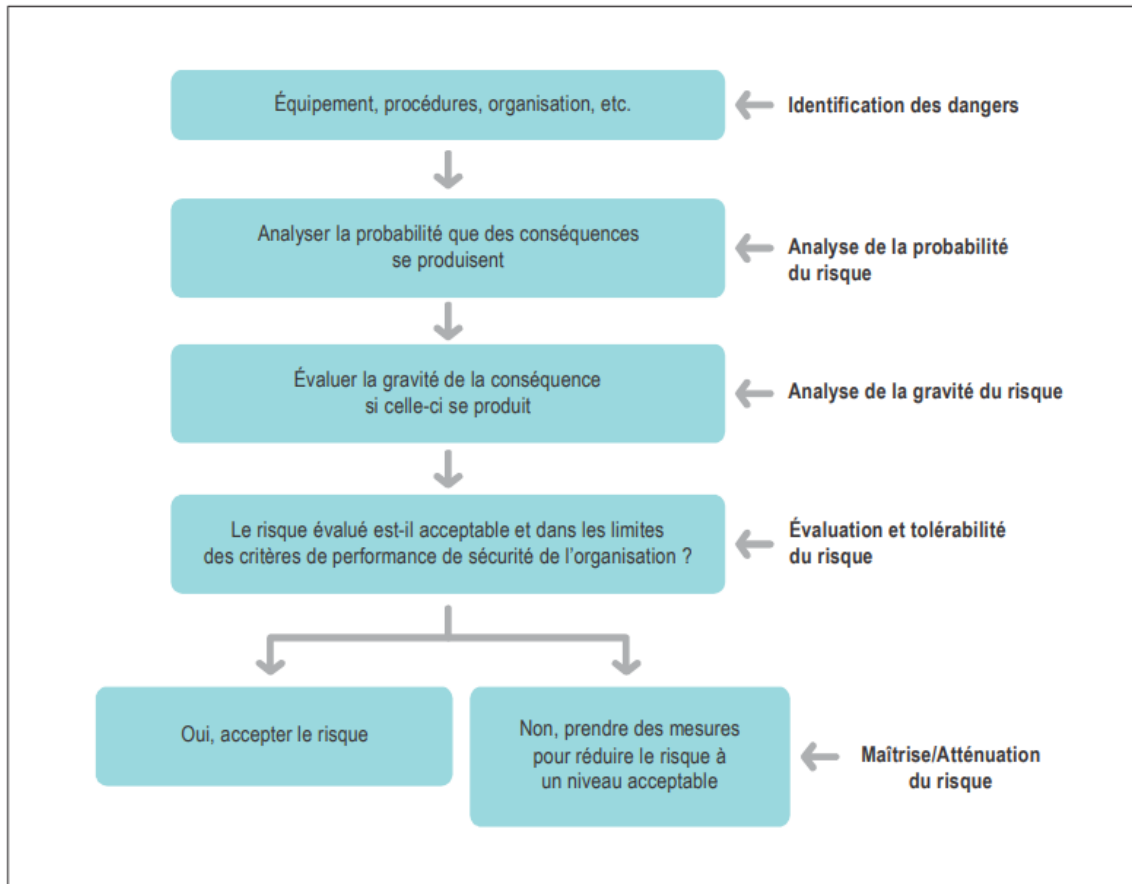 Équipement, procédures, organisation, etc.
Identification des dangers
Analyser la probabilité que des conséquences
se produisent
Analyse de la probabilité
du risque
Évaluer la gravité de la conséquence
si celle-ci se produit
Analyse de la gravité du risque
Le risque évalué est-il acceptable et dans les limites
des critères de performance de sécurité de l'organisation ?
Évaluation et tolérabilité
du risque
Oui, accepter le risque
Non, prendre des mesures
pour réduire le risque à
un niveau acceptable
Maîtrise/Atténuation
du risque